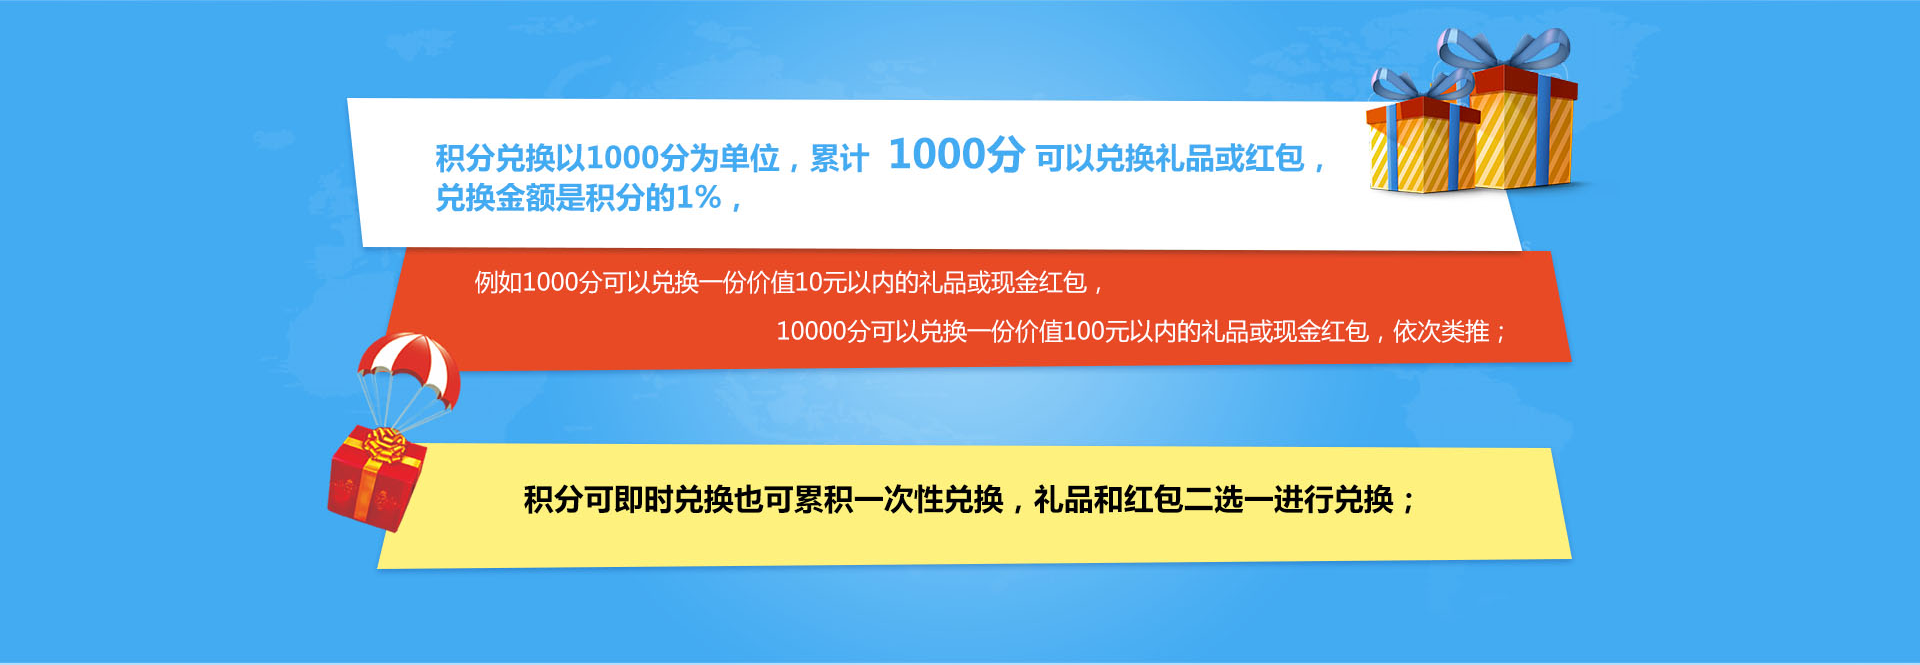 积分兑换以1000分为单位，累计 1000分 可以兑换礼品或红包，
兑换金额是积分的1%，
例如1000分可以兑换一份价值10元以内的礼品或现金红包，
10000分可以兑换一份价值100元以内的礼品或现金红包，依次类推；
积分可即时兑换也可累积一次性兑换，礼品和红包二选一进行兑换；